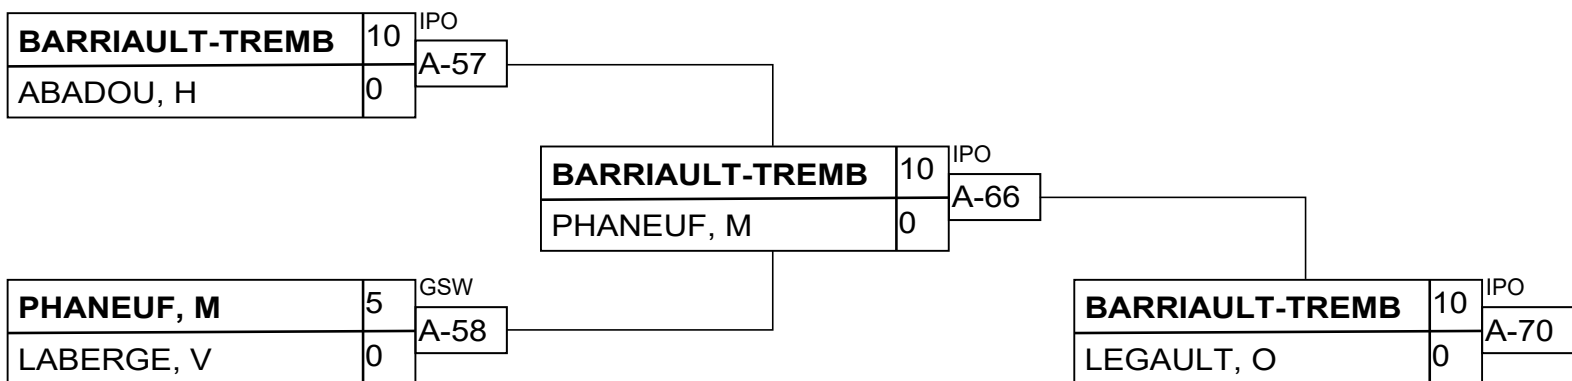 BARRIAULT-TREMB 10 IPO
A-57
ABADOU, H 0
BARRIAULT-TREMB 10 IPO
A-66
PHANEUF, M 0
PHANEUF, M 5 GSW
A-58
LABERGE, V 0
BARRIAULT-TREMB 10 IPO
A-70
LEGAULT, O 0